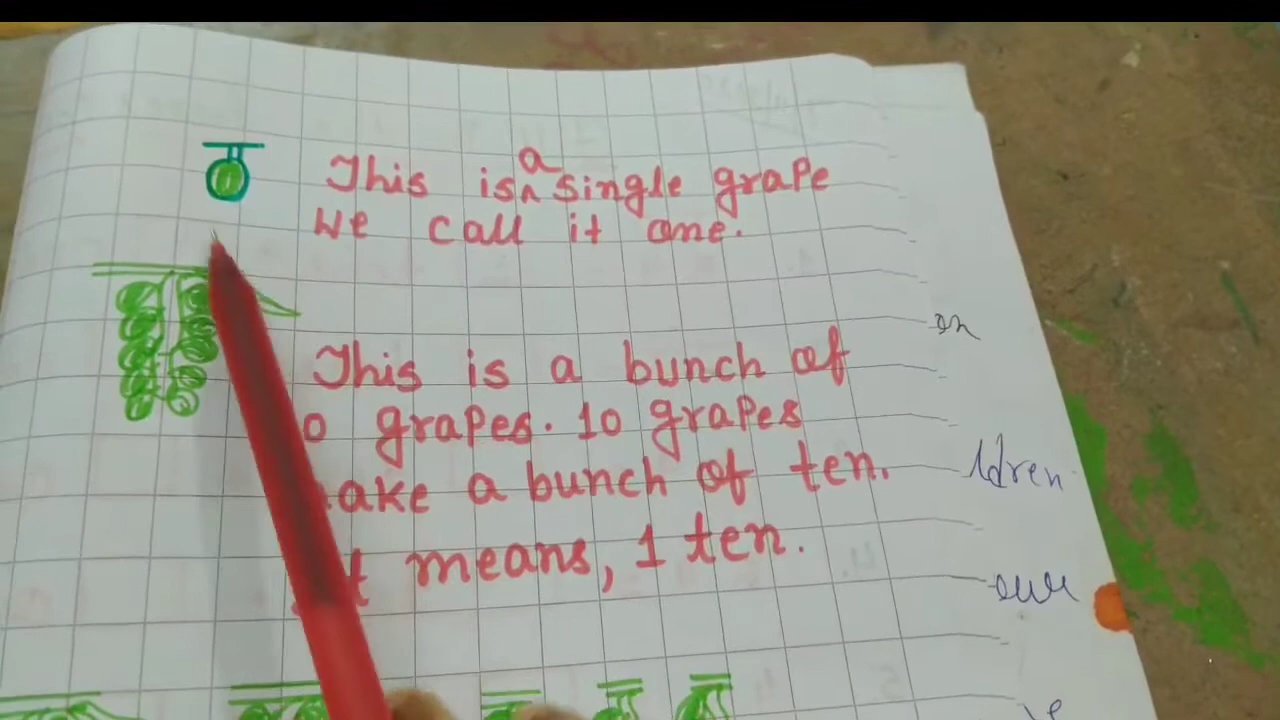 This is a single grape
We call it one.
This is a bunch of
grapes. 10 grapes
a bunch of ten.
means, 1 ten.